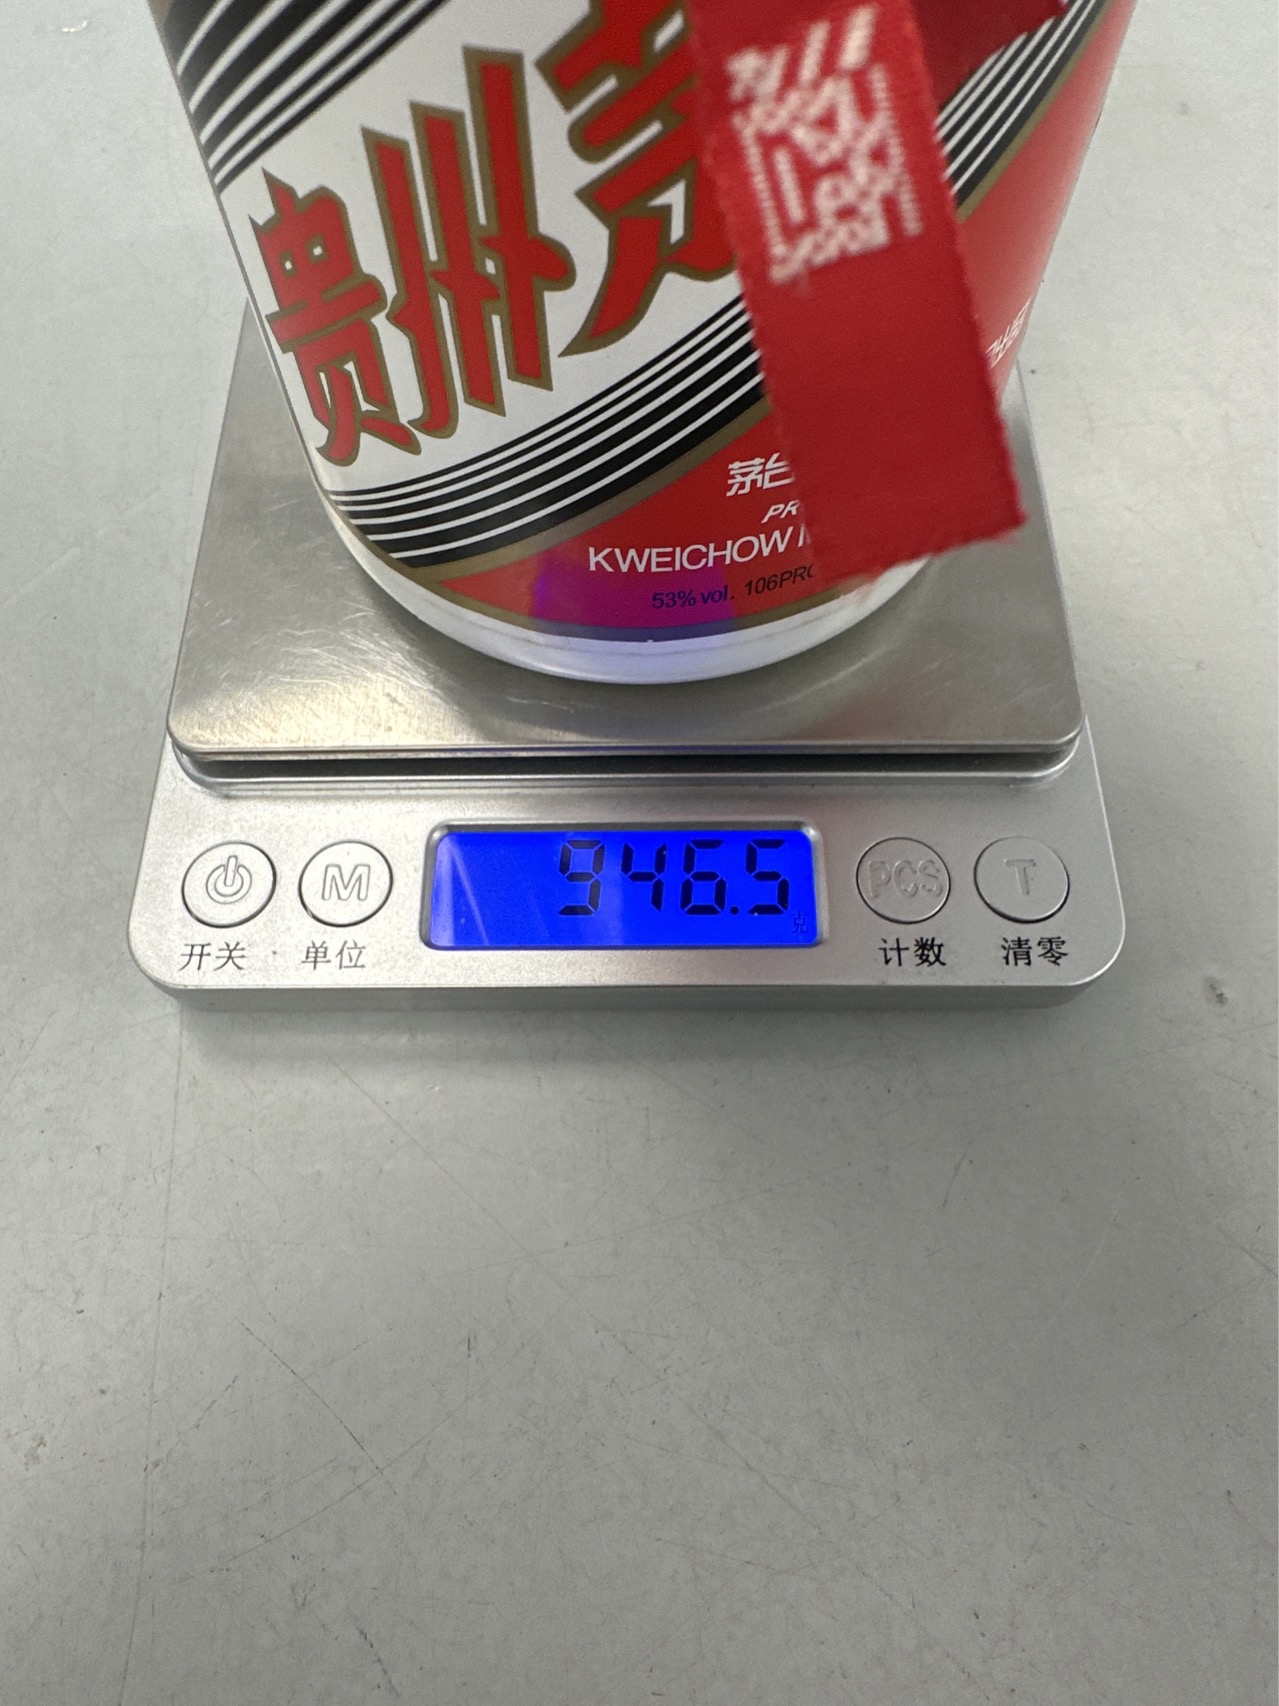 贵州
茅台
PR
KWEICHOW
53% vol. 106PRO
946.5
克
M
PCS
T
开关
单位
计数
清零